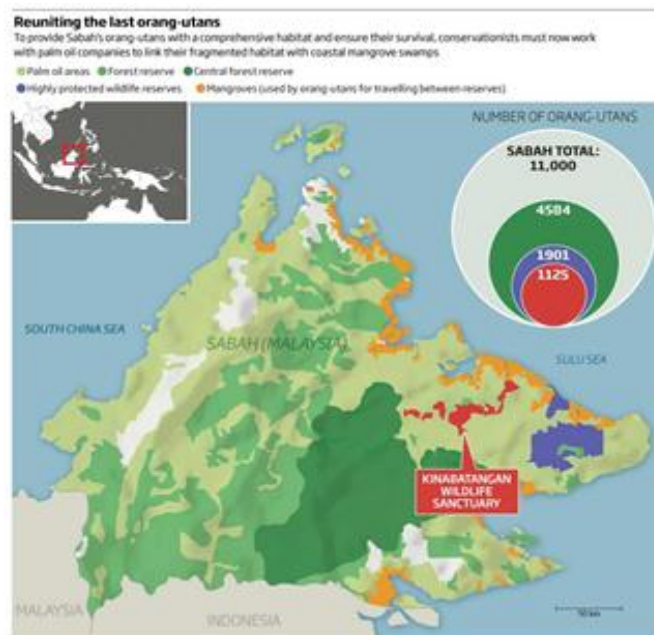 Reuniting the last orang-utans
To provide Sabah's orang-utans with a comprehensive habitat and ensure their survival, conservationists must now work
with palm oil companies to link their fragmented habitat with coastal mangrove swamps
Palm oil areas Forest reserve Central forest reserve
Highly protected wildlife reserves Mangroves (used by orang-utans for travelling between reserves)
NUMBER OF ORANG-UTANS
SABAH TOTAL:
11,000
4584
1901
1125
SOUTH CHINA SEA
SABAH (MALAYSIA)
SULU SEA
KINABATANGAN
WILDLIFE
SANCTUARY
MALAYSIA
INDONESIA